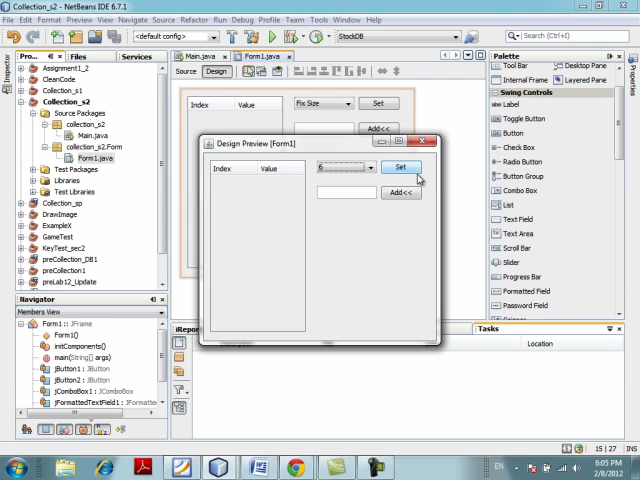 Collection_s2 - NetBeans IDE 6.7.1
File Edit View Navigate Source Refactor Run Debug Profile Team Tools Window Help
<default config>
StockDB
Search (Ctrl+I)
Inspector
Pro...
Files
Services
Assignment1_2
CleanCode
Collection_s1
Collection_s2
Source Packages
collection_s2
Main.java
collection_s2.Form
Form1.java
Test Packages
Libraries
Test Libraries
Collection_sp
DrawImage
ExampleX
GameTest
KeyTest_sec2
preCollection_DB1
preCollection1
preLab12_Update
Navigator
Members View
Form1 :: JFrame
Form1()
initComponents()
main(String[] args)
jButton1 : JButton
jButton2 : JButton
jComboBox1 : JComboBox
jFormattedTextField1 : JFormatted
Main.java
Form1.java
Source
Design
Index
Value
Fix Size
Set
Add<<
Design Preview [Form1]
Index
Value
6
Set
Add<<
iRepor
Tasks
Location
Palette
Tool Bar
Desktop Pane
Internal Frame
Layered Pane
Swing Controls
label Label
Toggle Button
Button
Check Box
Radio Button
Button Group
Combo Box
List
Text Field
Text Area
Scroll Bar
Slider
Progress Bar
Formatted Field
Password Field
Properties
15 | 27
INS
EN
6:05 PM
2/8/2012